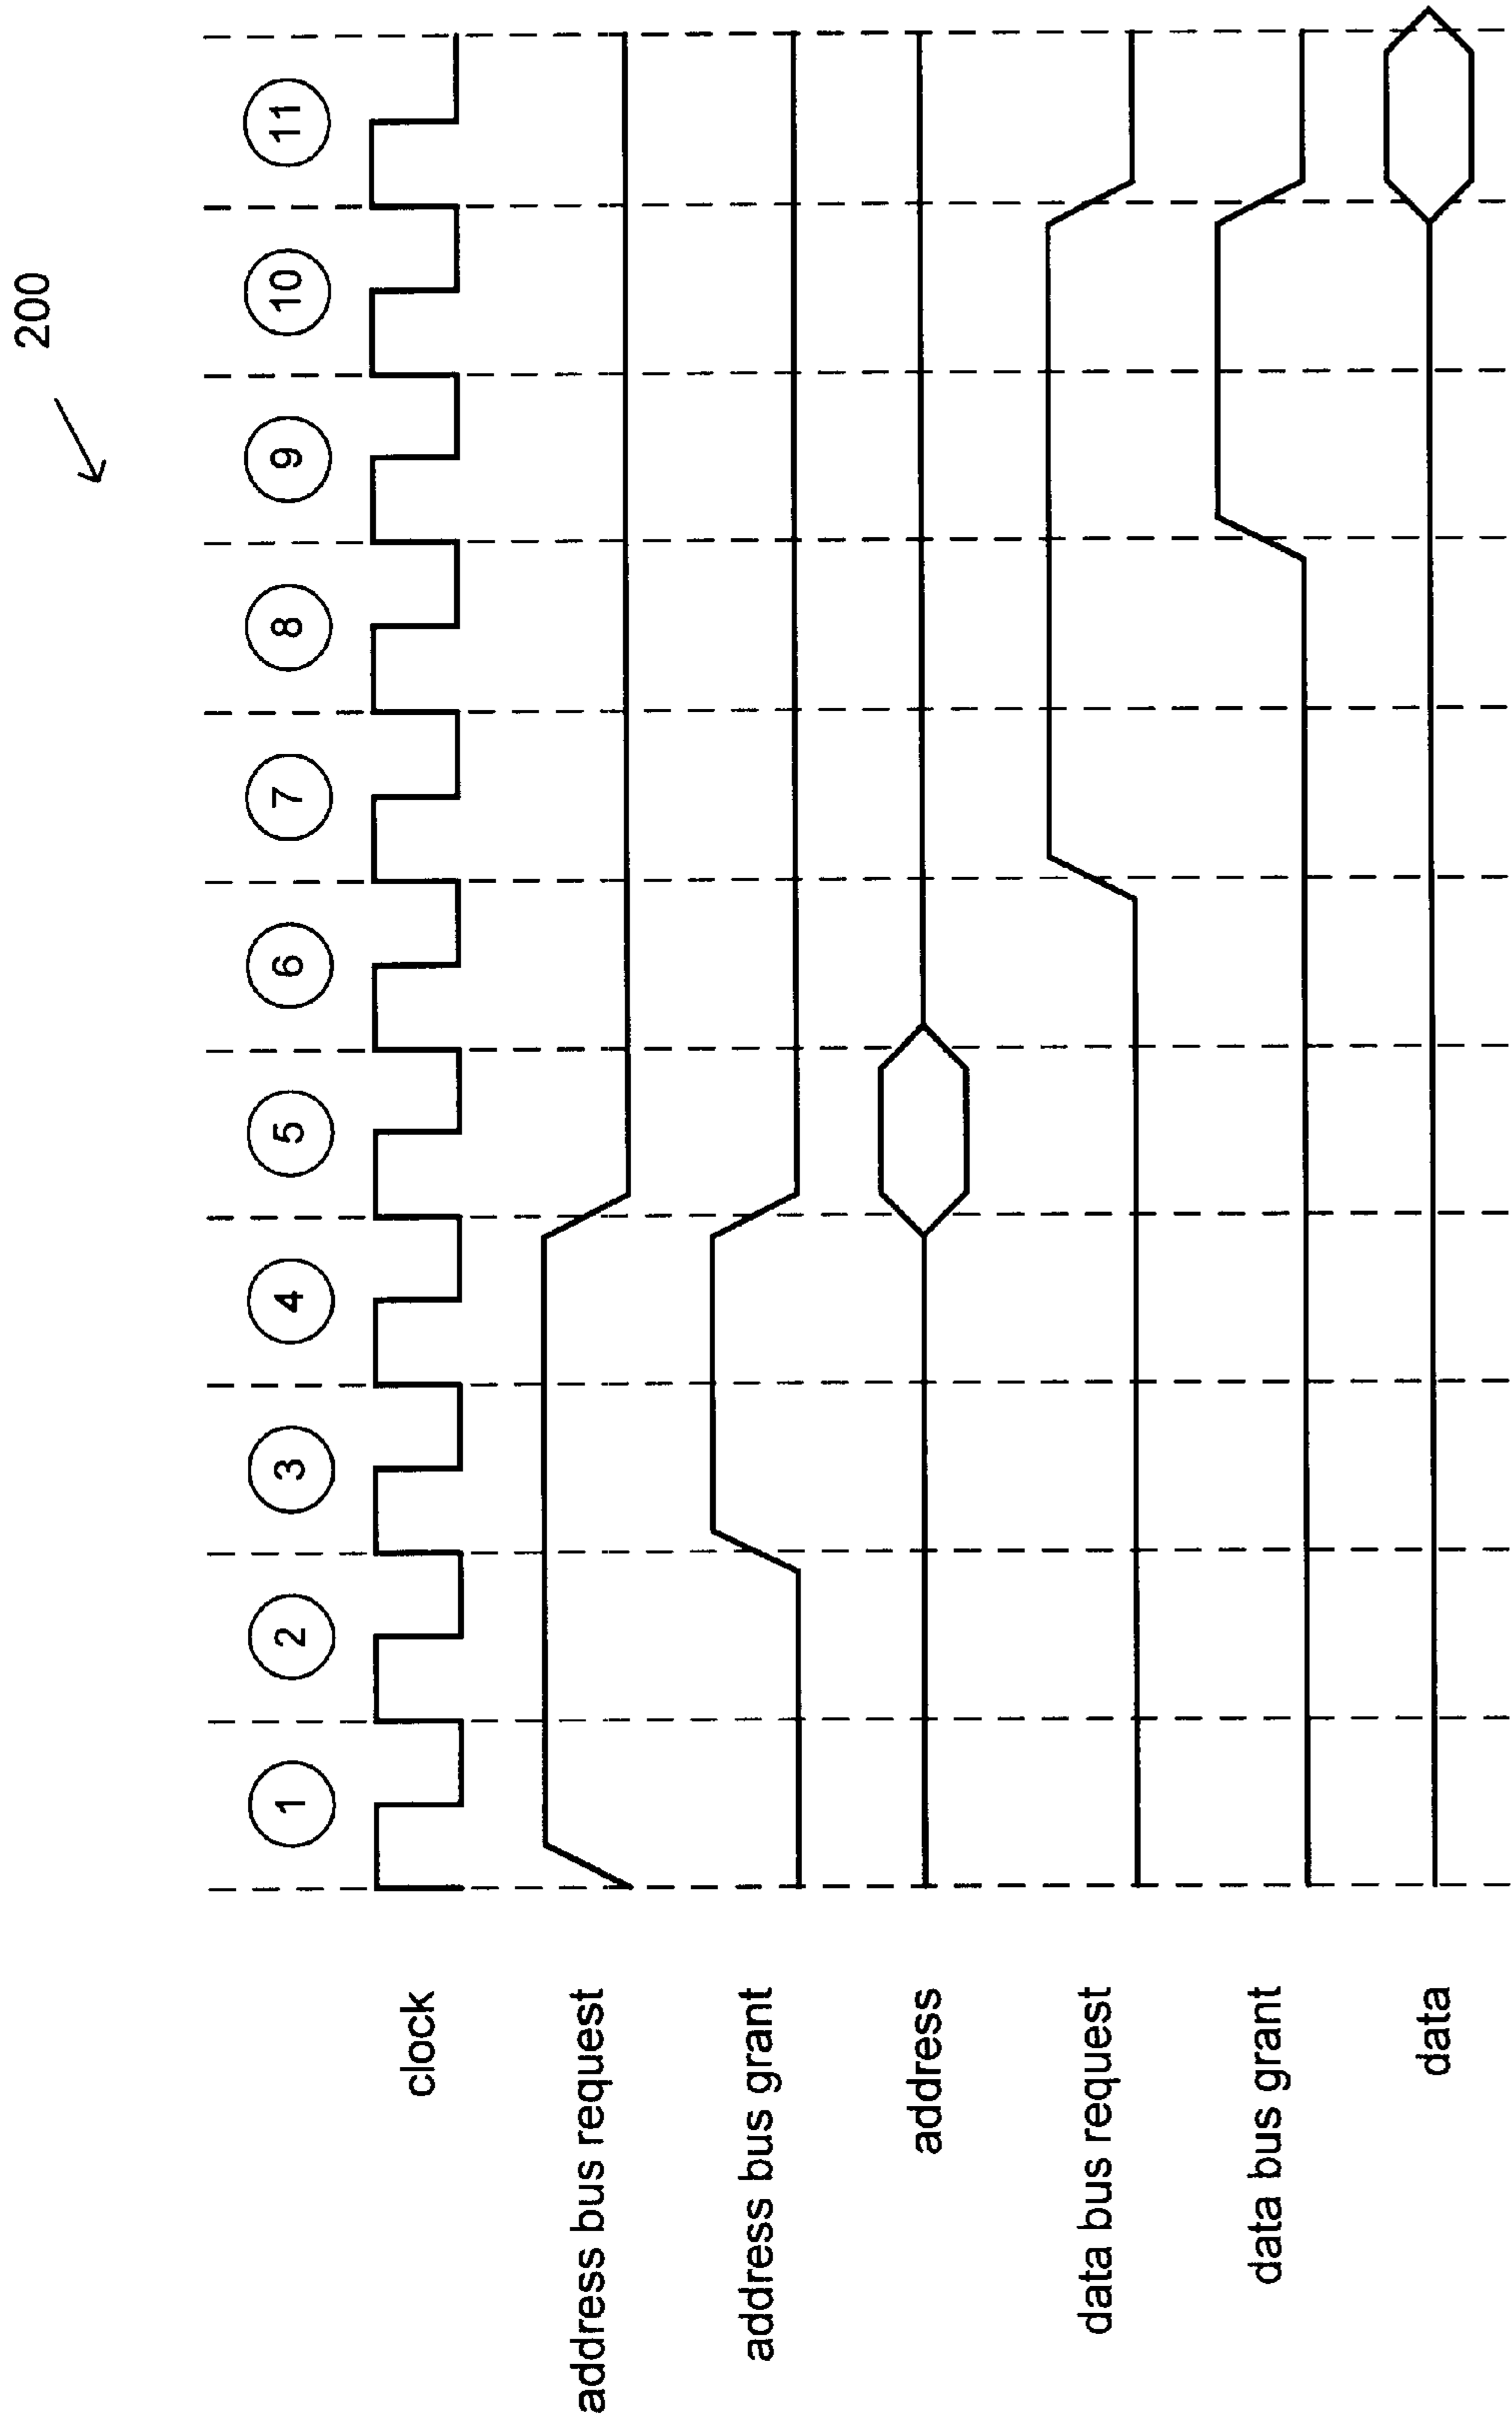 200
1 2 3 4 5 6 7 8 9 10 11
clock
address bus request
address bus grant
address
data bus request
data bus grant
data